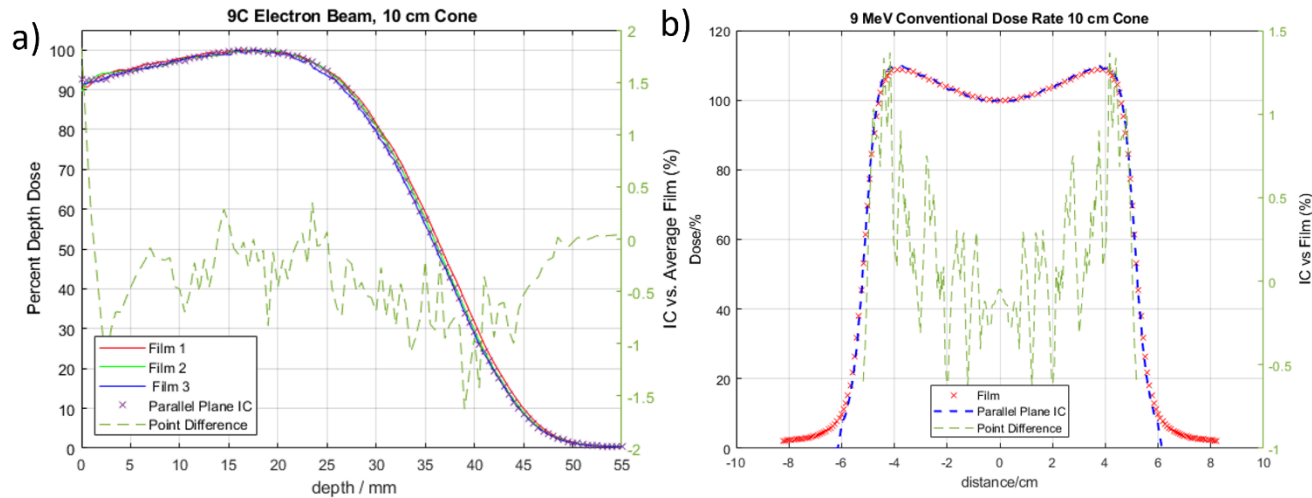 a)
9C Electron Beam, 10 cm Cone
100
90
80
70
60
50
40
30
20
10
0
Percent Depth Dose
2
1.5
1
0.5
0
-0.5
-1
-1.5
-2
IC vs. Average Film (%)
Film 1
Film 2
Film 3
Parallel Plane IC
Point Difference
0 5 10 15 20 25 30 35 40 45 50 55
depth / mm
b)
9 MeV Conventional Dose Rate 10 cm Cone
120
100
80
60
40
20
0
Dose/%
1.5
1
0.5
0
-0.5
-1
IC vs Film (%)
Film
Parallel Plane IC
Point Difference
-10 -8 -6 -4 -2 0 2 4 6 8 10
distance/cm